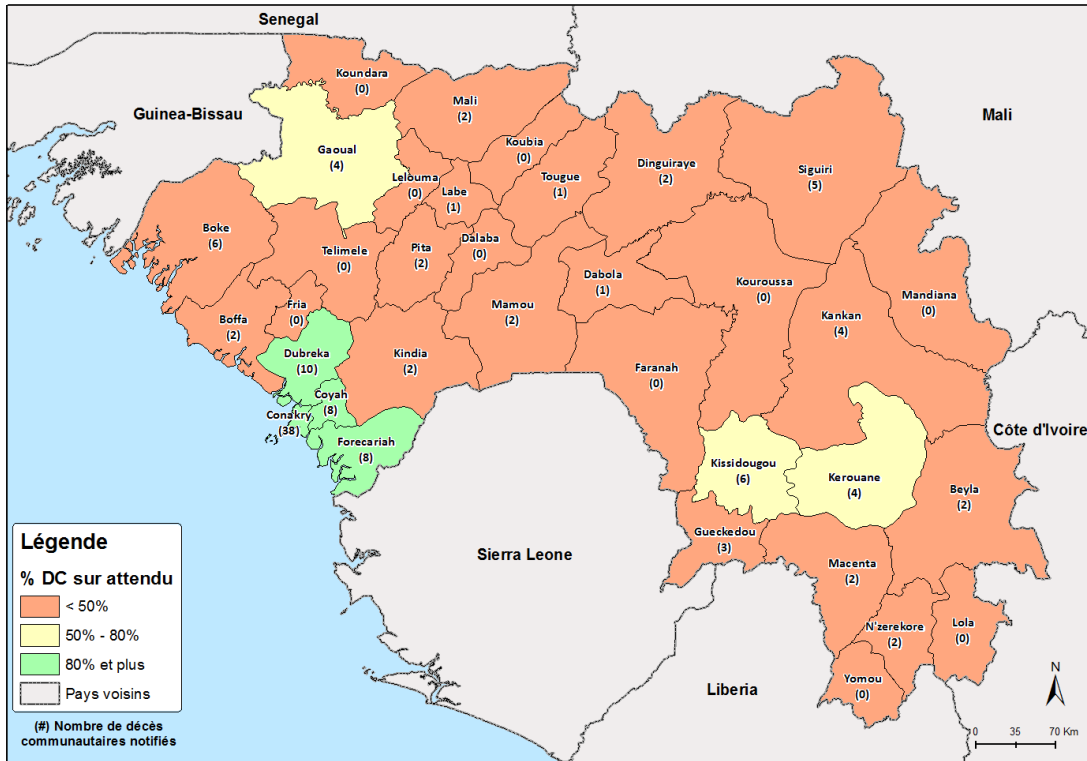 Senegal
Koundara
(0)
Guinea-Bissau
Mali
(2)
Mali
Gaoual
(4)
Koubia
(0)
Lelouma
(0)
Labe
(1)
Tougue
(1)
Dinguiraye
(2)
Siguiri
(5)
Boke
(6)
Telimele
(0)
Pita
(2)
Dalaba
(0)
Dabola
(1)
Kouroussa
(0)
Mandiana
(0)
Kankan
(4)
Fria
(0)
Boffa
(2)
Mamou
(2)
Dubreka
(10)
Kindia
(2)
Faranah
(0)
Coyah
(8)
Conakry
(38)
Forecariah
(8)
Côte d'Ivoire
Kissidougou
(6)
Kerouane
(4)
Beyla
(2)
Gueckedou
(3)
Sierra Leone
Macenta
(2)
N'zerekore
(2)
Lola
(0)
Yomou
(0)
Liberia
Légende
% DC sur attendu
< 50%
50% - 80%
80% et plus
Pays voisins
(#) Nombre de décès
communautaires notifiés
N
0 35 70 Km